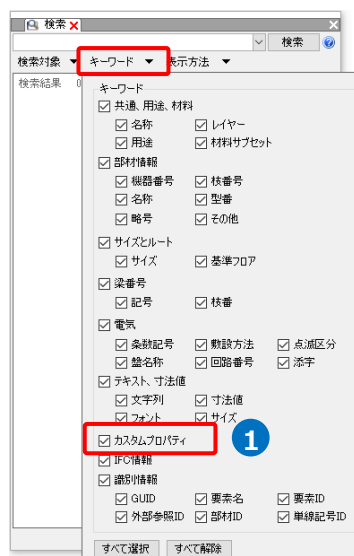 検索
検索
検索対象 ▼ キーワード ▼ 表示方法 ▼
検索結果 0
キーワード
共通、用途、材料
名称 レイヤー
用途 材料サブセット
部材情報
機器番号 枝番号
名称 型番
略号 その他
サイズとルート
サイズ 基準フロア
梁番号
記号 枝番
電気
条数記号 敷設方法 点滅区分
盤名称 回路番号 添字
テキスト、寸法値
文字列 寸法値
フォント サイズ
カスタムプロパティ
1
IFC情報
識別情報
GUID 要素名 要素ID
外部参照ID 部材ID 単線記号ID
すべて選択 すべて解除